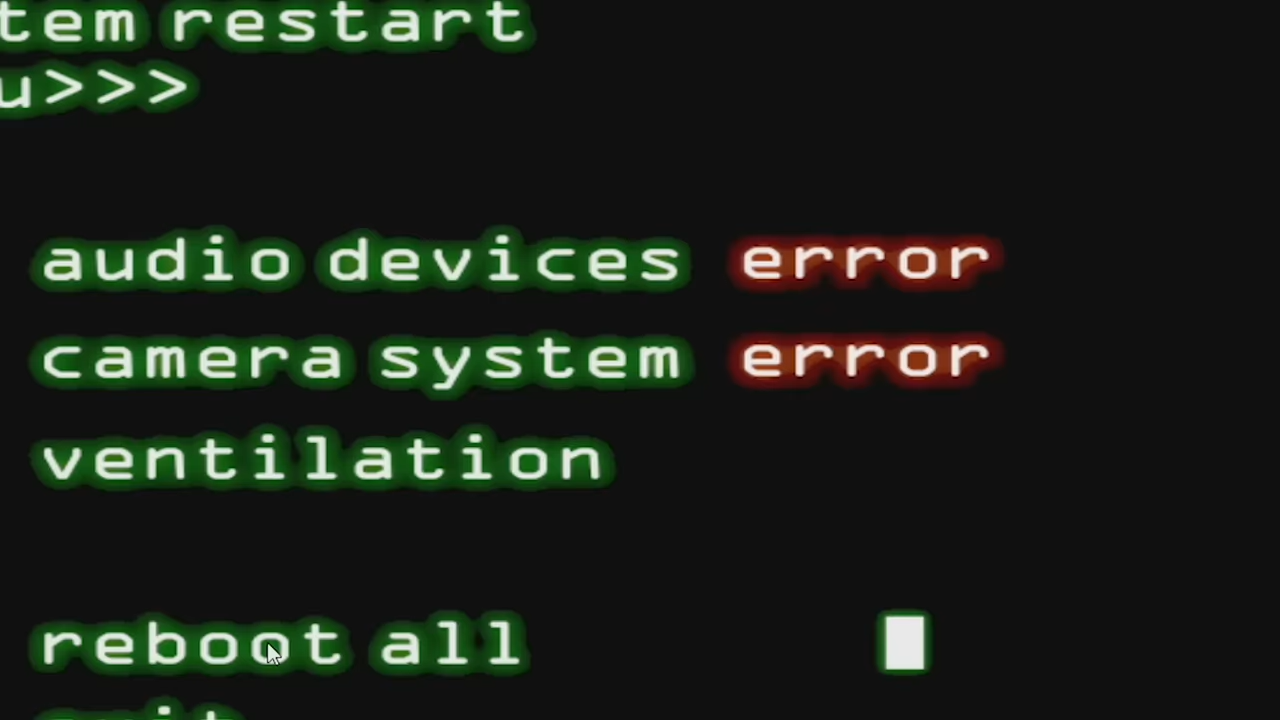 tem restart
u>>>
audio devices error
camera system error
ventilation
reboot all